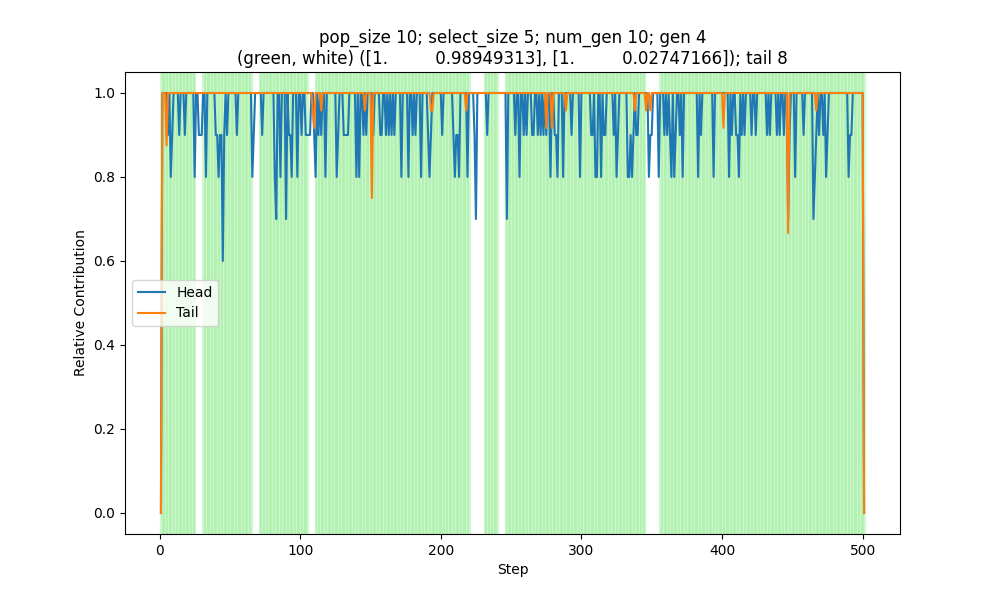 pop_size 10; select_size 5; num_gen 10; gen 4
(green, white) ([1.          0.98949313], [1.          0.02747166]); tail 8
1.0
0.8
0.6
0.4
0.2
0.0
Relative Contribution
Head
Tail
0
100
200
300
400
500
Step